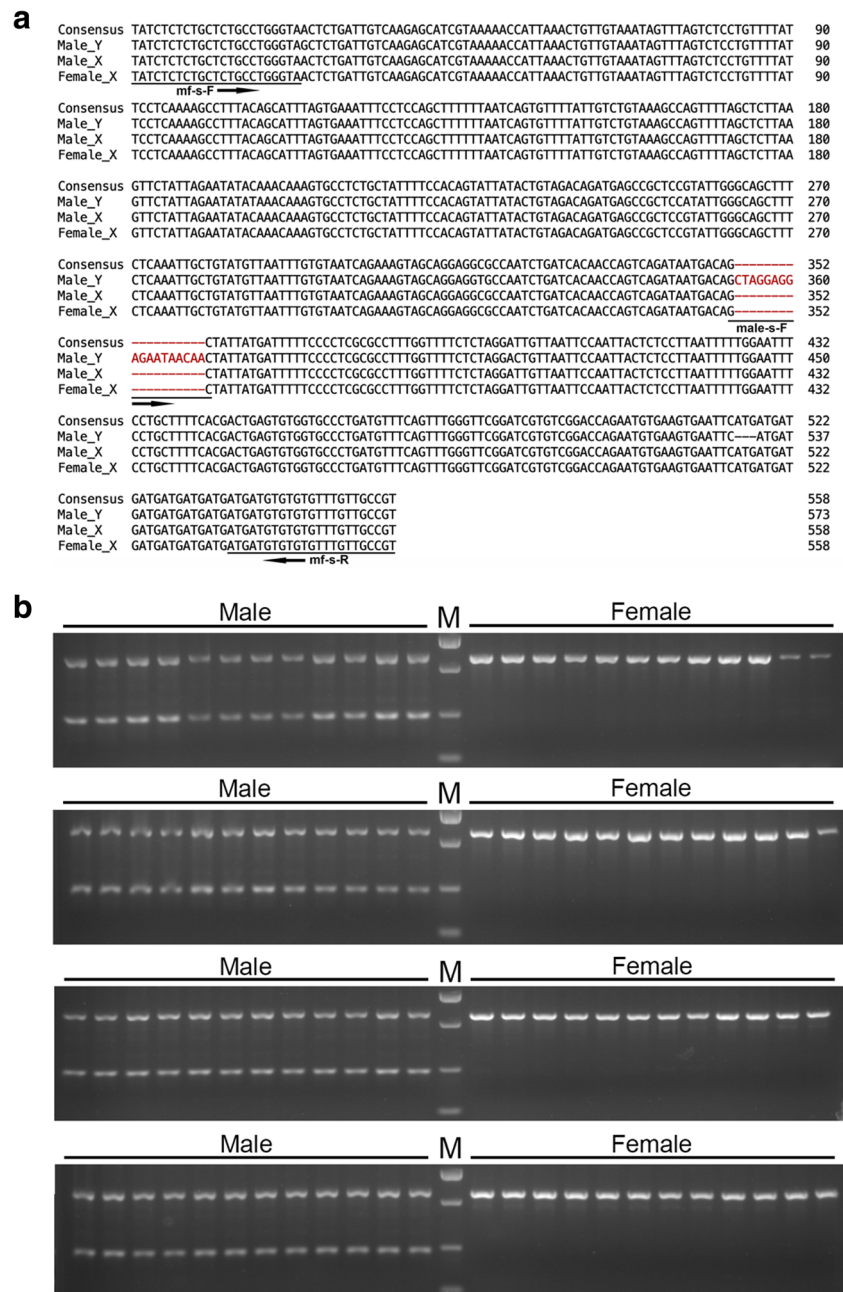 a
Consensus TATCTCTCTGCTCTGCCTGGGTAACTCTGATTGTCAAGAGCATCGTAAAAACCATTAAACTGTTGTAAATAGTTTAGTCTCCTGTTTTAT 90
Male_Y TATCTCTCTGCTCTGCCTGGGTAACTCTGATTGTCAAGAGCATCGTAAAAACCATTAAACTGTTGTAAATAGTTTAGTCTCCTGTTTTAT 90
Male_X TATCTCTCTGCTCTGCCTGGGTAACTCTGATTGTCAAGAGCATCGTAAAAACCATTAAACTGTTGTAAATAGTTTAGTCTCCTGTTTTAT 90
Female_X TATCTCTCTGCTCTGCCTGGGTAACTCTGATTGTCAAGAGCATCGTAAAAACCATTAAACTGTTGTAAATAGTTTAGTCTCCTGTTTTAT 90
mf-s-F
Consensus TCCTCAAAAGCCTTTACAGCATTTAGTGAAATTTCCTCCAGCTTTTTTAATCAGTGTTTTATTGTCTGTAAAGCCAGTTTTAGCTCTTAA 180
Male_Y TCCTCAAAAGCCTTTACAGCATTTAGTGAAATTTCCTCCAGCTTTTTTAATCAGTGTTTTATTGTCTGTAAAGCCAGTTTTAGCTCTTAA 180
Male_X TCCTCAAAAGCCTTTACAGCATTTAGTGAAATTTCCTCCAGCTTTTTTAATCAGTGTTTTATTGTCTGTAAAGCCAGTTTTAGCTCTTAA 180
Female_X TCCTCAAAAGCCTTTACAGCATTTAGTGAAATTTCCTCCAGCTTTTTTAATCAGTGTTTTATTGTCTGTAAAGCCAGTTTTAGCTCTTAA 180
Consensus GTTCTATTAGAATATACAAACAAAGTGCCTCTGCTATTTTCCACAGTATTATACTGTAGACAGATGAGCCGCTCCGTATTGGGCAGCTTT 270
Male_Y GTTCTATTAGAATATATAAACAAAGTGCCTCTGCTATTTTCCACAGTATTATACTGTAGACAGATGAGCCGCTCCATATTGGGCAGCTTT 270
Male_X GTTCTATTAGAATATACAAACAAAGTGCCTCTGCTATTTTCCACAGTATTATACTGTAGACAGATGAGCCGCTCCGTATTGGGCAGCTTT 270
Female_X GTTCTATTAGAATATACAAACAAAGTGCCTCTGCTATTTTCCACAGTATTATACTGTAGACAGATGAGCCGCTCCGTATTGGGCAGCTTT 270
Consensus CTCAAATTGCTGTATGTTAATTTGTGTAATCAGAAAGTAGCAGGAGGCGCCAATCTGATCACAACCAGTCAGATAATGACAG-------- 352
Male_Y CTCAAATTGCTGTATGTTAATTTGTGTAATCAGAAAGTAGCAGGAGGTGCCAATCTGATCACAACCAGTCAGATAATGACAGCTAGGAGG 360
Male_X CTCAAATTGCTGTATGTTAATTTGTGTAATCAGAAAGTAGCAGGAGGCGCCAATCTGATCACAACCAGTCAGATAATGACAG-------- 352
Female_X CTCAAATTGCTGTATGTTAATTTGTGTAATCAGAAAGTAGCAGGAGGCGCCAATCTGATCACAACCAGTCAGATAATGACAG-------- 352
male-s-F
Consensus ----------CTATTATGATTTTTCCCCTCGCGCCTTTGGTTTTCTCTAGGATTGTTAATTCCAATTACTCTCCTTAATTTTTGGAATTT 432
Male_Y AGAATAACAACTATTATGATTTTTCCCCTCGCGCCTTTGGTTTTCTCTAGGACTGTTAATTCCAATTACTCTCCTTAATTTTTGGAATTT 450
Male_X ----------CTATTATGATTTTTCCCCTCGCGCCTTTGGTTTTCTCTAGGATTGTTAATTCCAATTACTCTCCTTAATTTTTGGAATTT 432
Female_X ----------CTATTATGATTTTTCCCCTCGCGCCTTTGGTTTTCTCTAGGATTGTTAATTCCAATTACTCTCCTTAATTTTTGGAATTT 432
Consensus CCTGCTTTTCACGACTGAGTGTGGTGCCCTGATGTTTCAGTTTGGGTTCGGATCGTGTCGGACCAGAATGTGAAGTGAATTCATGATGAT 522
Male_Y CCTGCTTTTCACGACTGAGTGTGGTGCCCTGATGTTTCAGTTTGGGTTCGGATCGTGTCGGACCAGAATGTGAAGTGAATTC---ATGAT 537
Male_X CCTGCTTTTCACGACTGAGTGTGGTGCCCTGATGTTTCAGTTTGGGTTCGGATCGTGTCGGACCAGAATGTGAAGTGAATTCATGATGAT 522
Female_X CCTGCTTTTCACGACTGAGTGTGGTGCCCTGATGTTTCAGTTTGGGTTCGGATCGTGTCGGACCAGAATGTGAAGTGAATTCATGATGAT 522
Consensus GATGATGATGATGATGATGTGTGTGTTTGTTGCCGT 558
Male_Y GATGATGATGATGATGATGTGTGTGTTTGTTGCCGT 573
Male_X GATGATGATGATGATGATGTGTGTGTTTGTTGCCGT 558
Female_X GATGATGATGATGATGATGTGTGTGTTTGTTGCCGT 558
mf-s-R
b
Male M Female
Male M Female
Male M Female
Male M Female